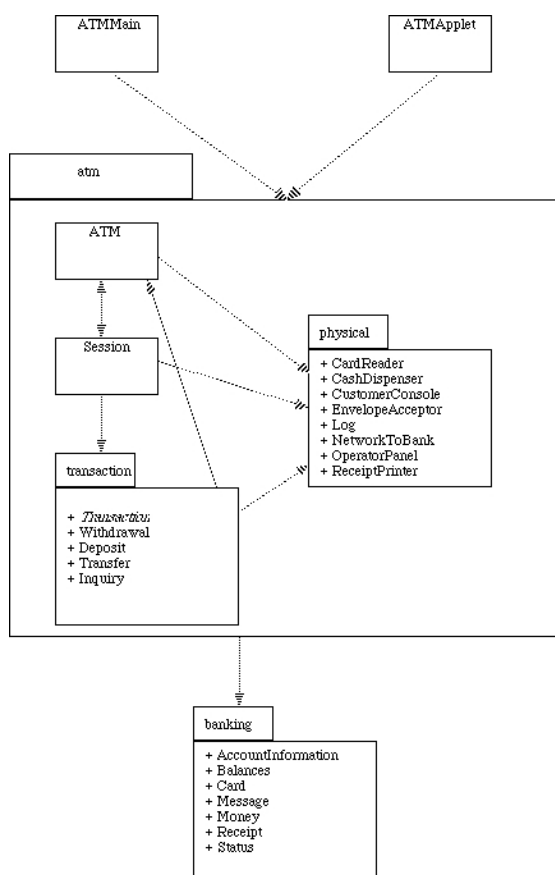 ATMMain
ATMApplet
atm
ATM
Session
physical
+ CardReader
+ CashDispenser
+ CustomerConsole
+ EnvelopeAcceptor
+ Log
+ NetworkToBank
+ OperatorPanel
+ ReceiptPrinter
transaction
+ Transaction
+ Withdrawal
+ Deposit
+ Transfer
+ Inquiry
banking
+ AccountInformation
+ Balances
+ Card
+ Message
+ Money
+ Receipt
+ Status